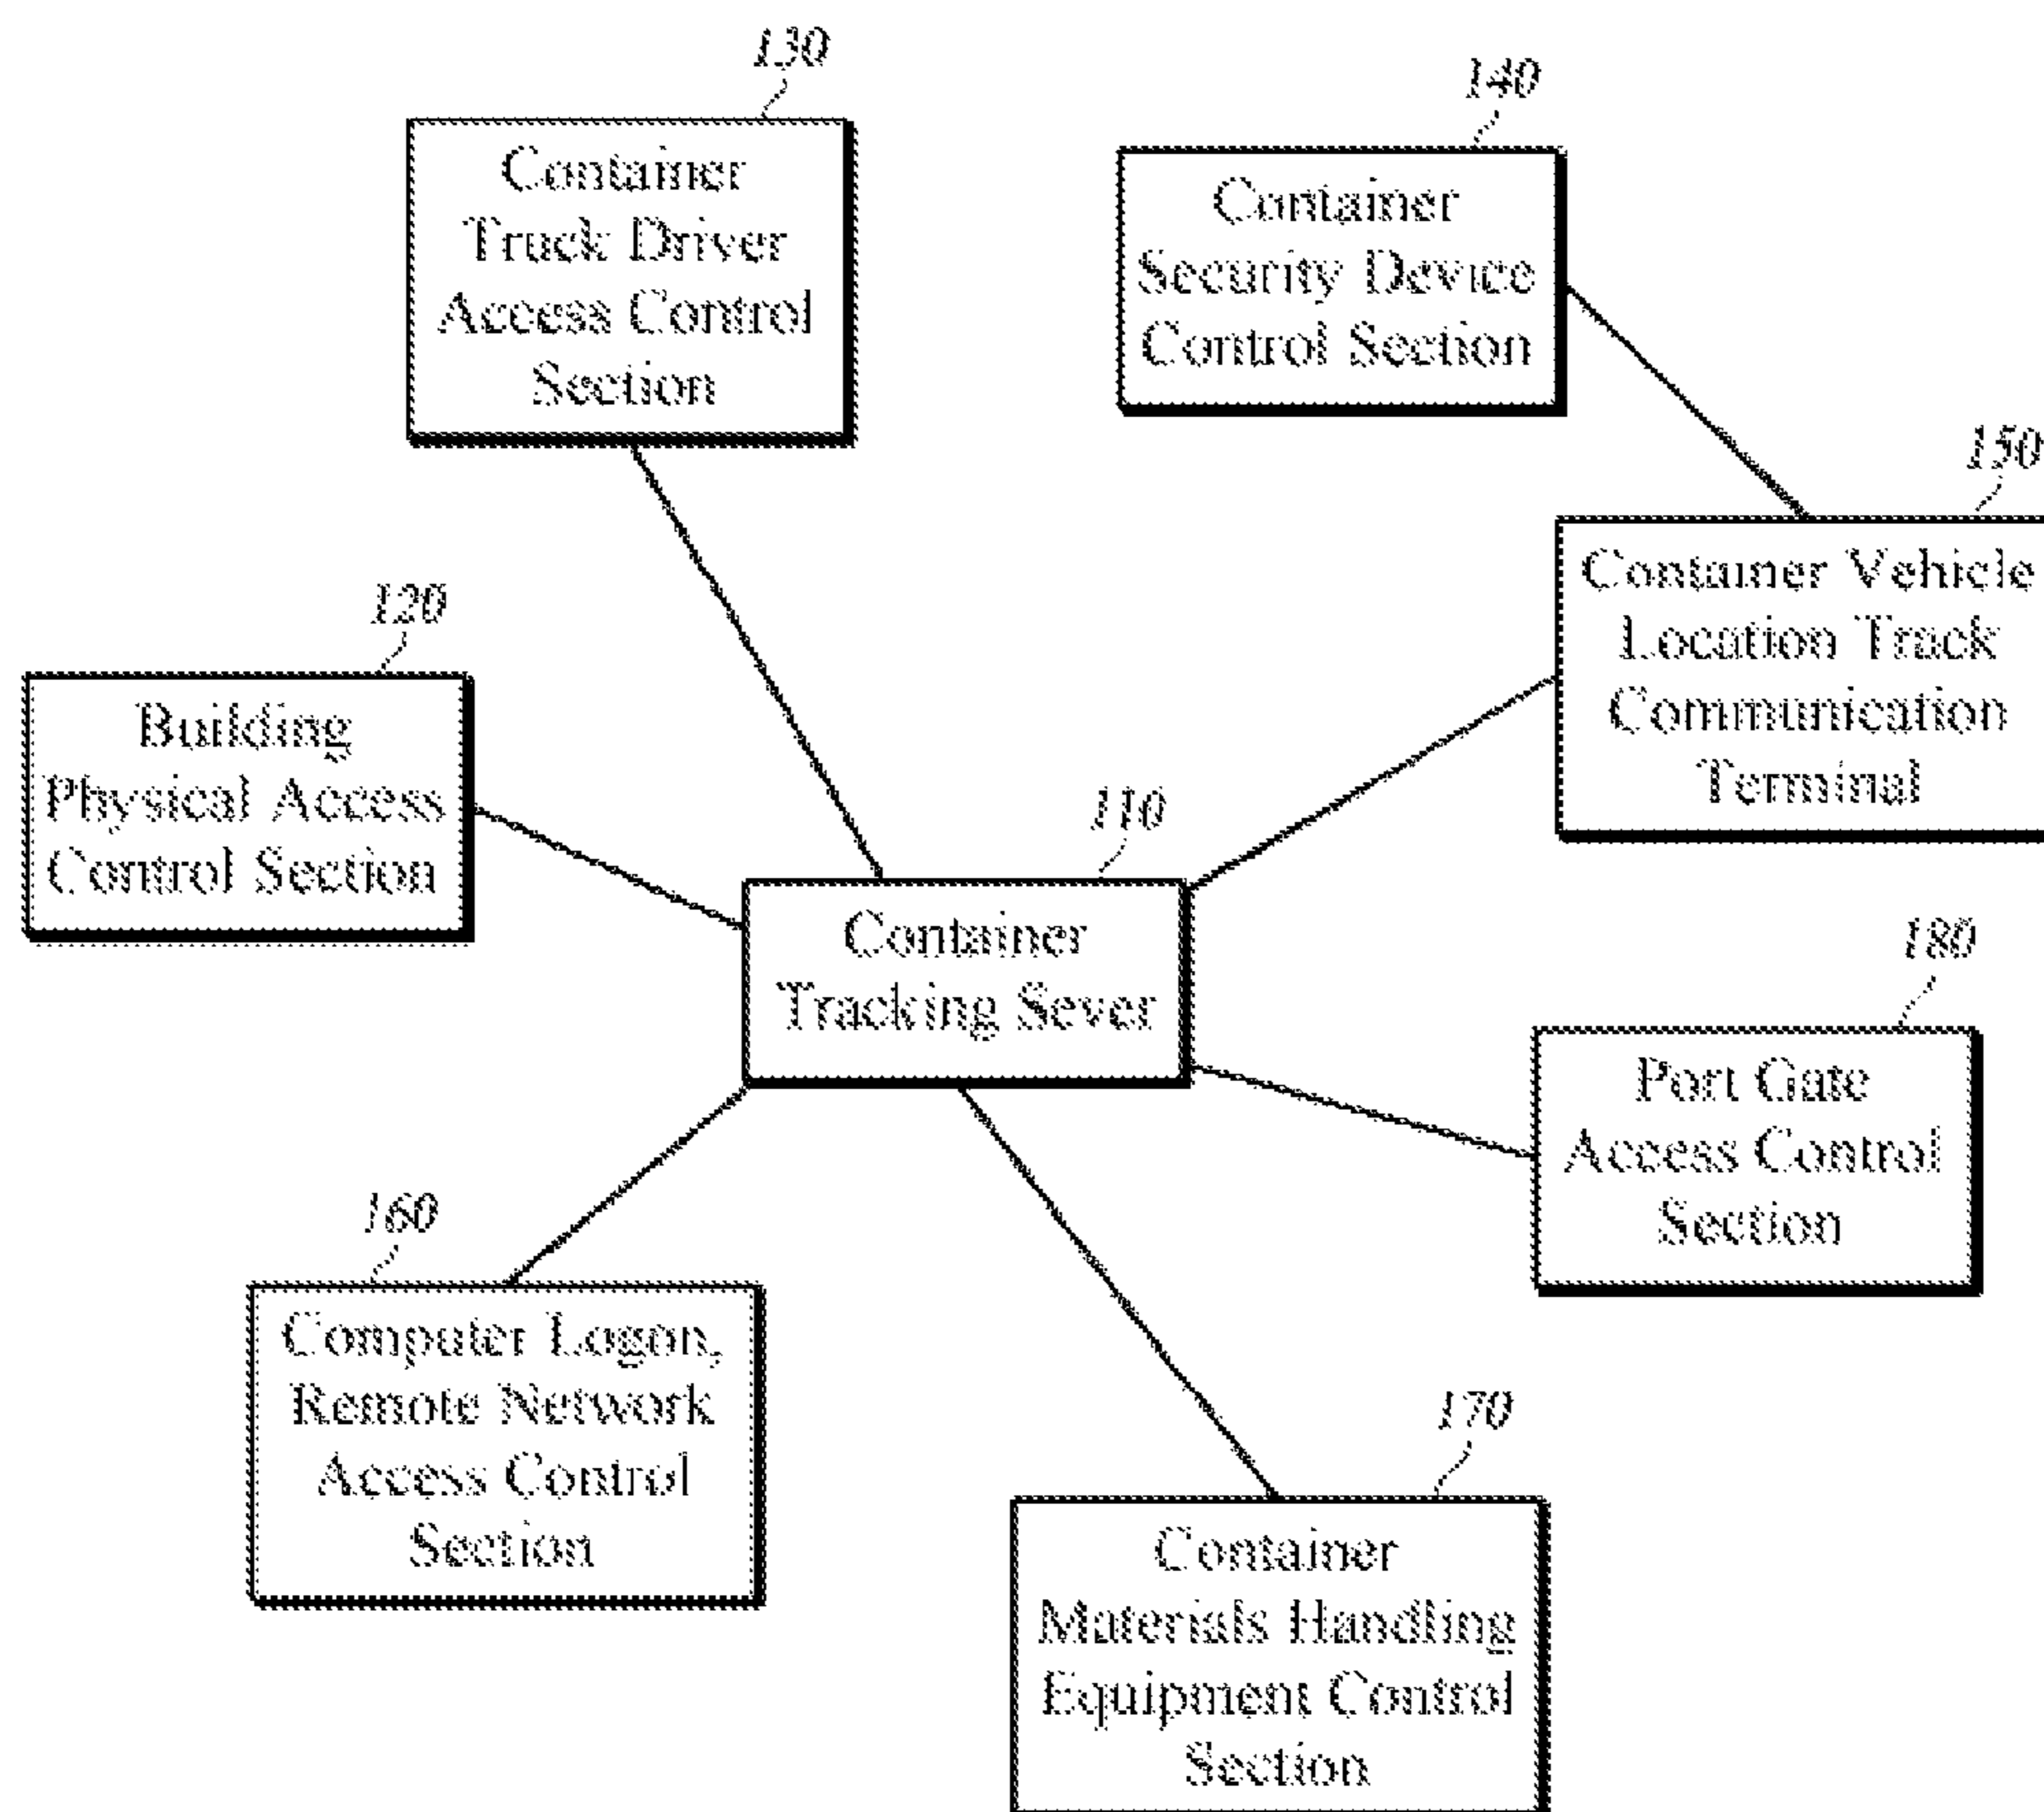 130
Container
Truck Driver
Access Control
Section
140
Container
Security Device
Control Section
150
Container Vehicle
Location Track
Communication
Terminal
120
Building
Physical Access
Control Section
110
Container
Tracking Sever
180
Port Gate
Access Control
Section
160
Computer Logon,
Remote Network
Access Control
Section
170
Container
Materials Handling
Equipment Control
Section